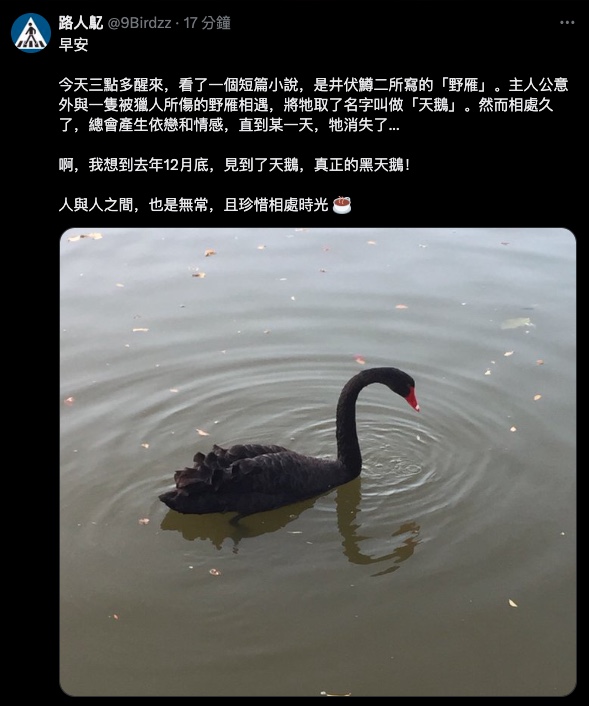 路人鳦 @9Birdzz · 17 分鐘
早安
今天三點多醒來，看了一個短篇小說，是井伏鱒二所寫的「野雁」。主人公意
外與一隻被獵人所傷的野雁相遇，將牠取了名字叫做「天鵝」。然而相處久
了，總會產生依戀和情感，直到某一天，牠消失了...
啊，我想到去年12月底，見到了天鵝，真正的黑天鵝！
人與人之間，也是無常，且珍惜相處時光 ☕